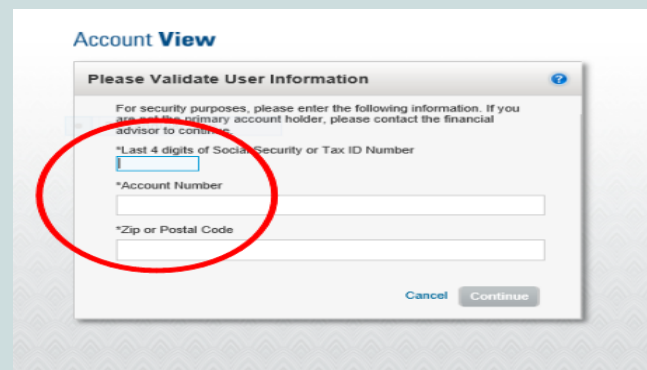 Account View
Please Validate User Information
For security purposes, please enter the following information. If you
are not the primary account holder, please contact the financial
advisor to continue.
*Last 4 digits of Social Security or Tax ID Number
*Account Number
*Zip or Postal Code
Cancel Continue